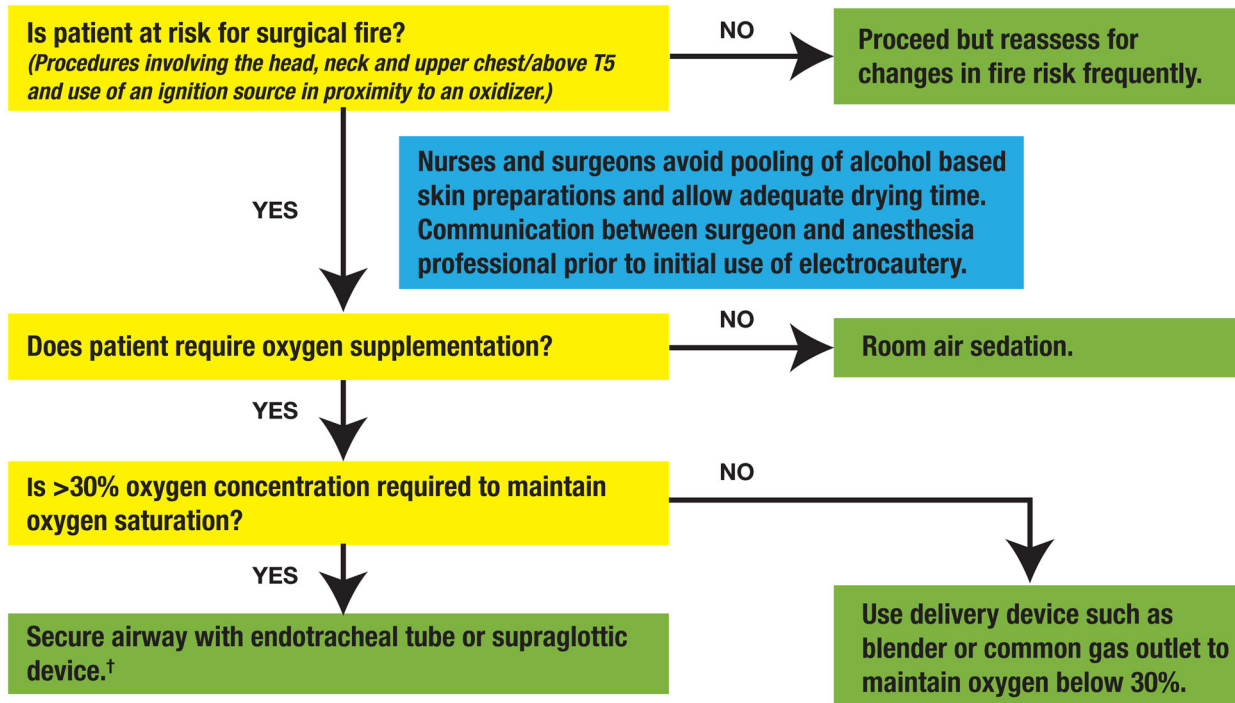 Is patient at risk for surgical fire?
(Procedures involving the head, neck and upper chest/above T5
and use of an ignition source in proximity to an oxidizer.)
NO
Proceed but reassess for
changes in fire risk frequently.
YES
Nurses and surgeons avoid pooling of alcohol based
skin preparations and allow adequate drying time.
Communication between surgeon and anesthesia
professional prior to initial use of electrocautery.
Does patient require oxygen supplementation?
NO
Room air sedation.
YES
Is >30% oxygen concentration required to maintain
oxygen saturation?
NO
YES
Secure airway with endotracheal tube or supraglottic
device.†
Use delivery device such as
blender or common gas outlet to
maintain oxygen below 30%.